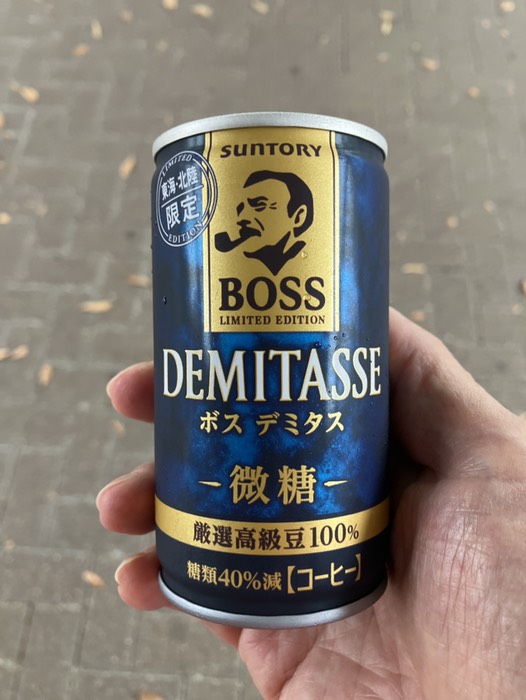 SUNTORY
LIMITED
東海・北陸
限定
EDITION
BOSS
LIMITED EDITION
DEMITASSE
ボス デミタス
微糖
厳選高級豆100%
糖類40%減【コーヒー】